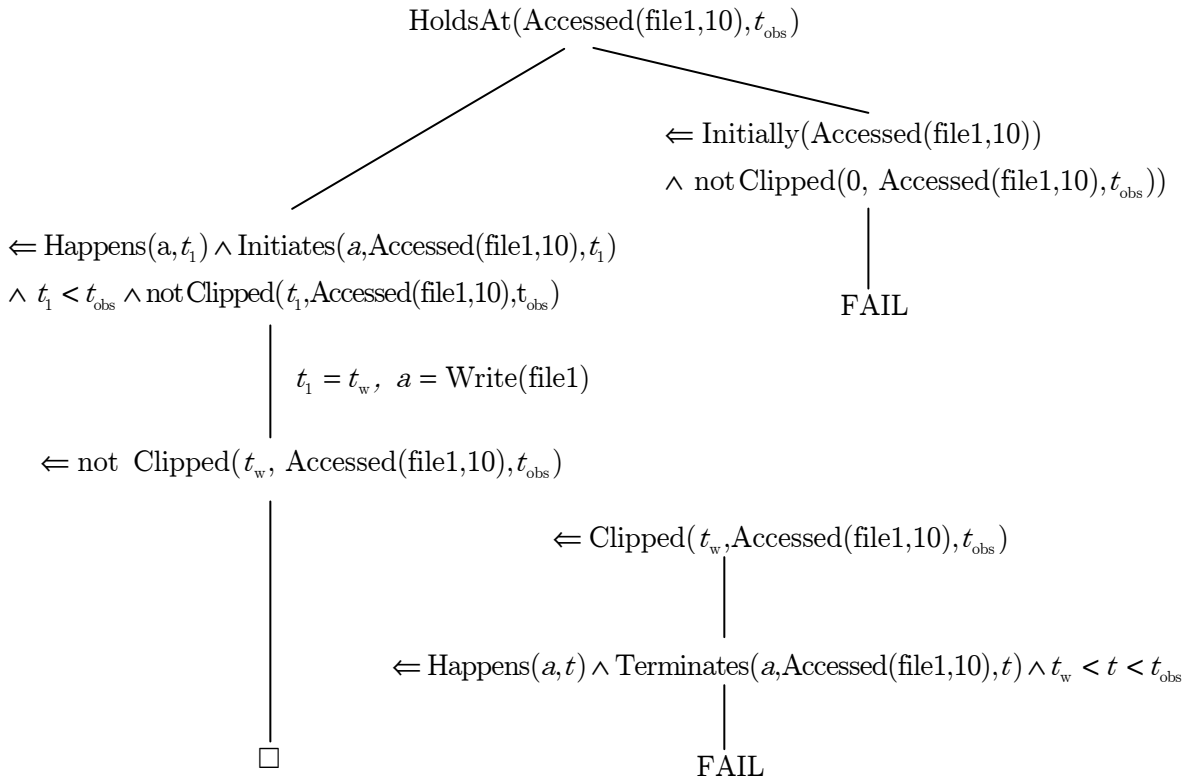 HoldsAt(Accessed(file1,10),t_obs)
⇐ Initially(Accessed(file1,10))
∧ not Clipped(0, Accessed(file1,10),t_obs))
FAIL
⇐ Happens(a,t_1) ∧ Initiates(a,Accessed(file1,10),t_1)
∧ t_1 < t_obs ∧ not Clipped(t_1,Accessed(file1,10),t_obs)
t_1 = t_w, a = Write(file1)
⇐ not Clipped(t_w, Accessed(file1,10),t_obs)
⇐ Clipped(t_w,Accessed(file1,10),t_obs)
⇐ Happens(a,t) ∧ Terminates(a,Accessed(file1,10),t) ∧ t_w < t < t_obs
□
FAIL